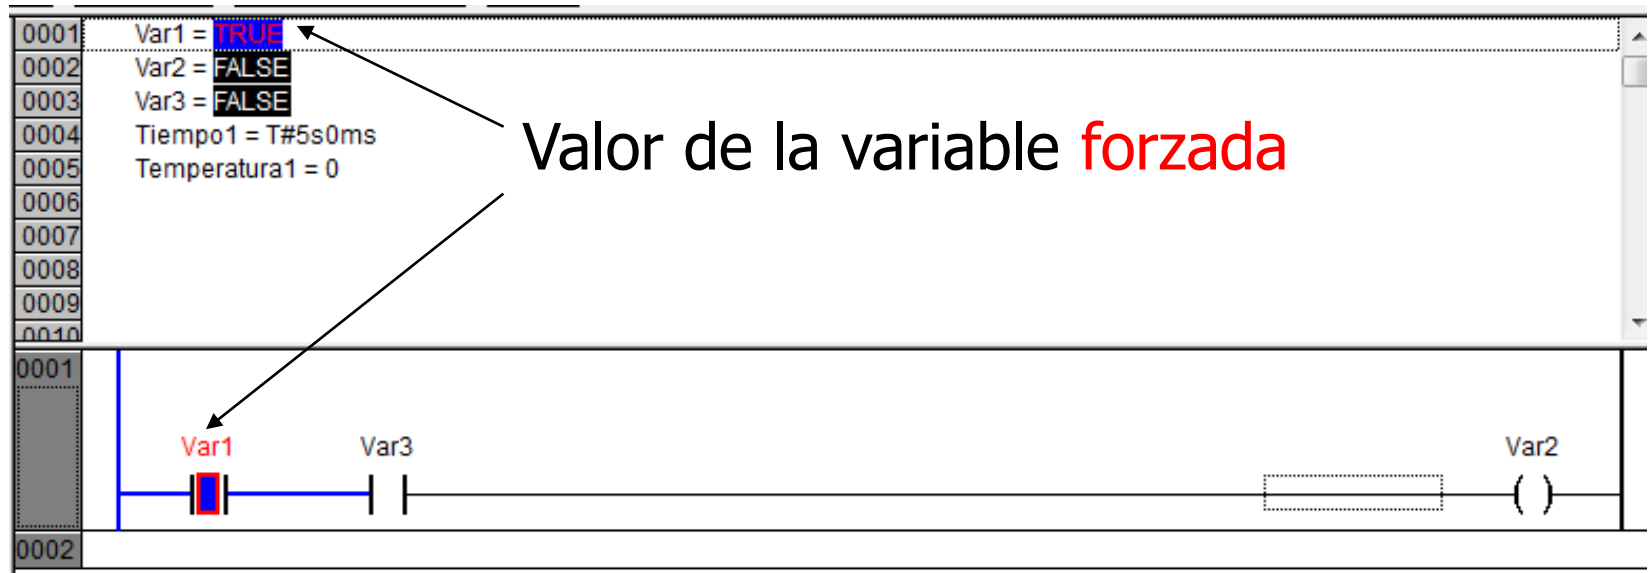 0001 Var1 = TRUE
0002 Var2 = FALSE
0003 Var3 = FALSE
0004 Tiempo1 = T#5s0ms
0005 Temperatura1 = 0
Valor de la variable forzada
0006
0007
0008
0009
0010
0001
Var1 Var3 Var2
0002